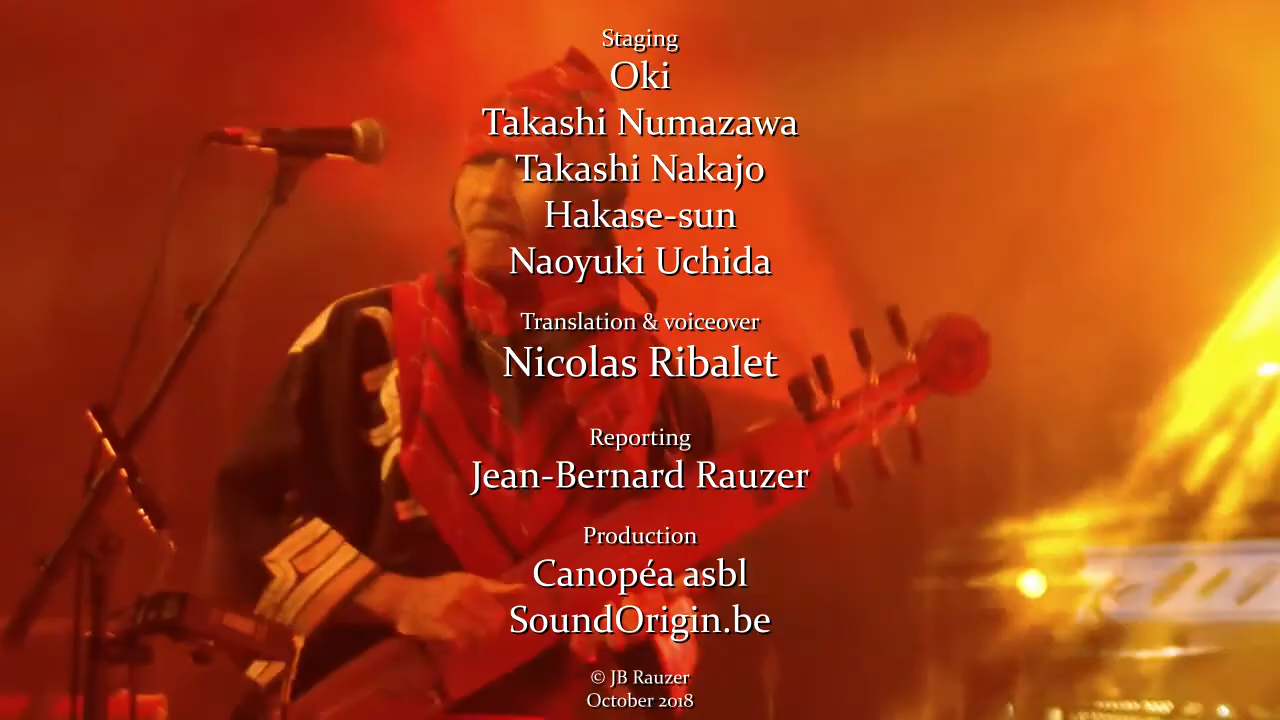 Staging
Oki
Takashi Numazawa
Takashi Nakajo
Hakase-sun
Naoyuki Uchida
Translation & voiceover
Nicolas Ribalet
Reporting
Jean-Bernard Rauzer
Production
Canopéa asbl
SoundOrigin.be
© JB Rauzer
October 2018